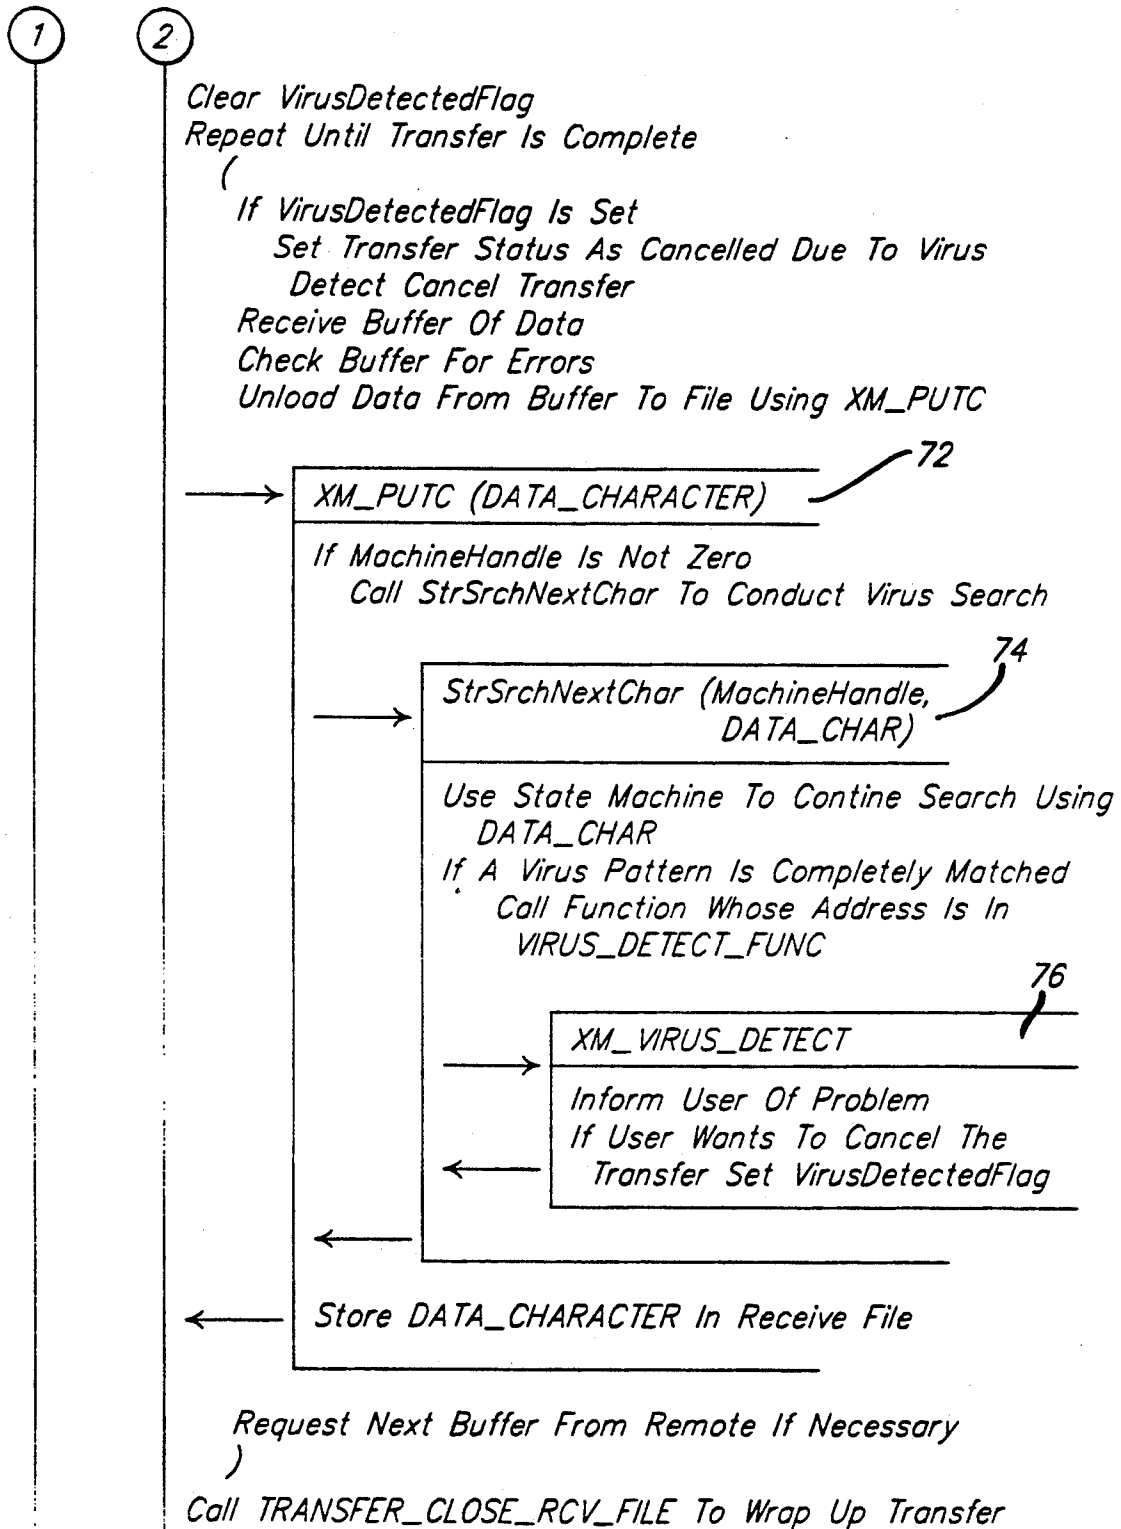 1 2
Clear VirusDetectedFlag
Repeat Until Transfer Is Complete
(
If VirusDetectedFlag Is Set
Set Transfer Status As Cancelled Due To Virus
Detect Cancel Transfer
Receive Buffer Of Data
Check Buffer For Errors
Unload Data From Buffer To File Using XM_PUTC
72
XM_PUTC (DATA_CHARACTER)
If MachineHandle Is Not Zero
Call StrSrchNextChar To Conduct Virus Search
74
StrSrchNextChar (MachineHandle,
DATA_CHAR)
Use State Machine To Contine Search Using
DATA_CHAR
If A Virus Pattern Is Completely Matched
Call Function Whose Address Is In
VIRUS_DETECT_FUNC
76
XM_VIRUS_DETECT
Inform User Of Problem
If User Wants To Cancel The
Transfer Set VirusDetectedFlag
Store DATA_CHARACTER In Receive File
Request Next Buffer From Remote If Necessary
)
Call TRANSFER_CLOSE_RCV_FILE To Wrap Up Transfer